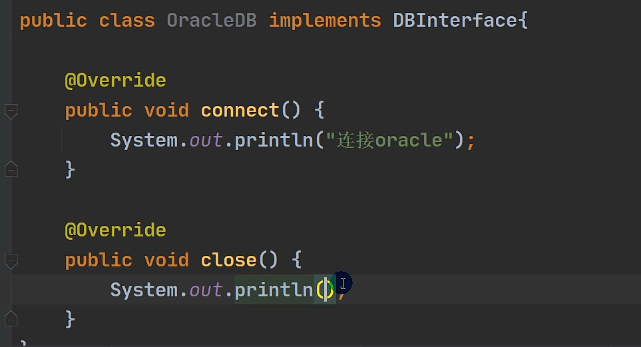 public class OracleDB implements DBInterface{
@Override
public void connect() {
System.out.println("连接oracle");
}
@Override
public void close() {
System.out.println();
}
}